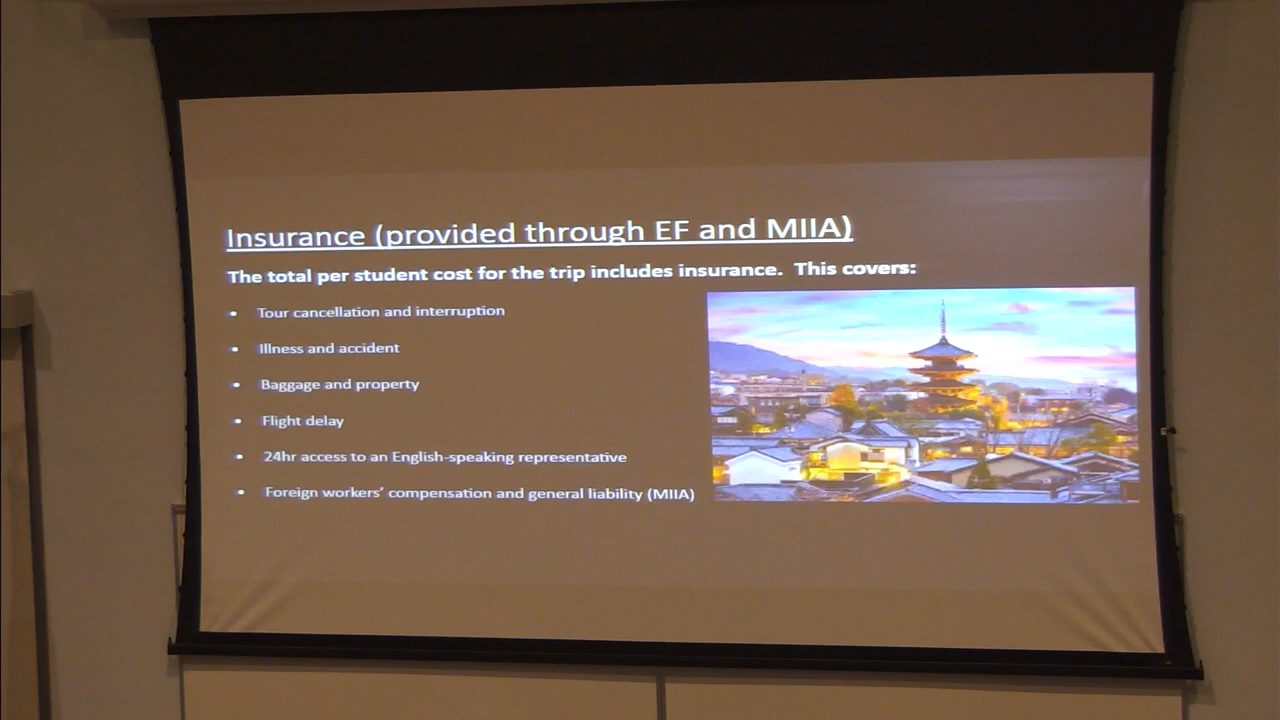 Insurance (provided through EF and MIIA)
The total per student cost for the trip includes insurance.  This covers:
• Tour cancellation and interruption
• Illness and accident
• Baggage and property
• Flight delay
• 24hr access to an English-speaking representative
• Foreign workers' compensation and general liability (MIIA)